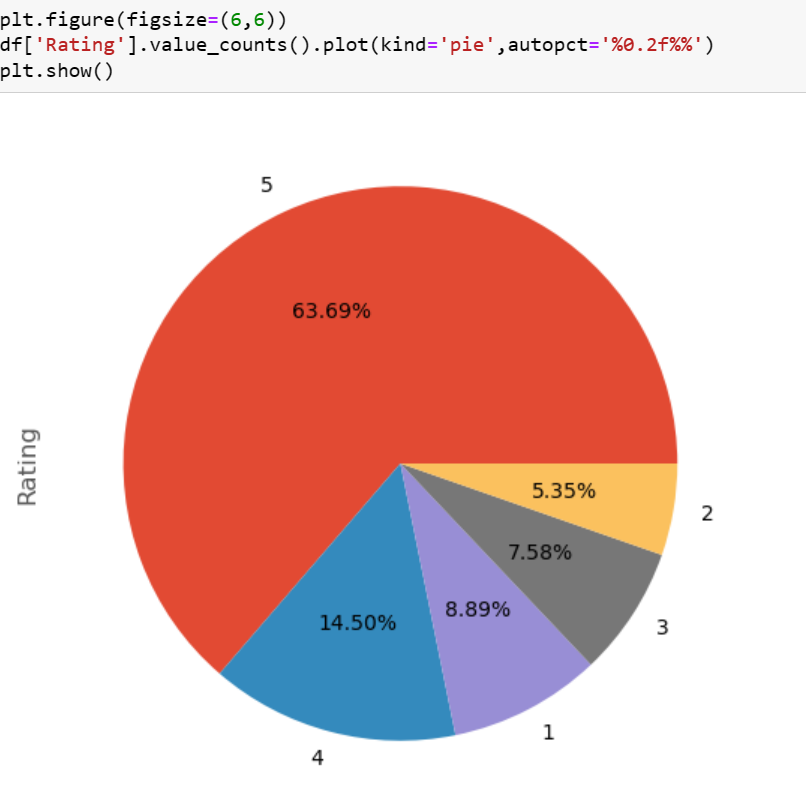 plt.figure(figsize=(6,6))
df['Rating'].value_counts().plot(kind='pie',autopct='%0.2f%%')
plt.show()
5
63.69%
Rating
5.35%
2
7.58%
3
8.89%
14.50%
1
4